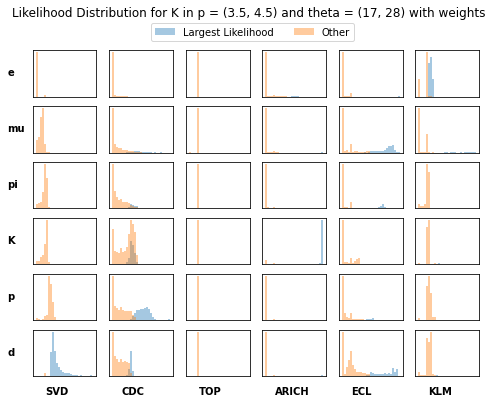 Likelihood Distribution for K in p = (3.5, 4.5) and theta = (17, 28) with weights
Largest Likelihood Other
e
mu
pi
K
p
d
SVD CDC TOP ARICH ECL KLM